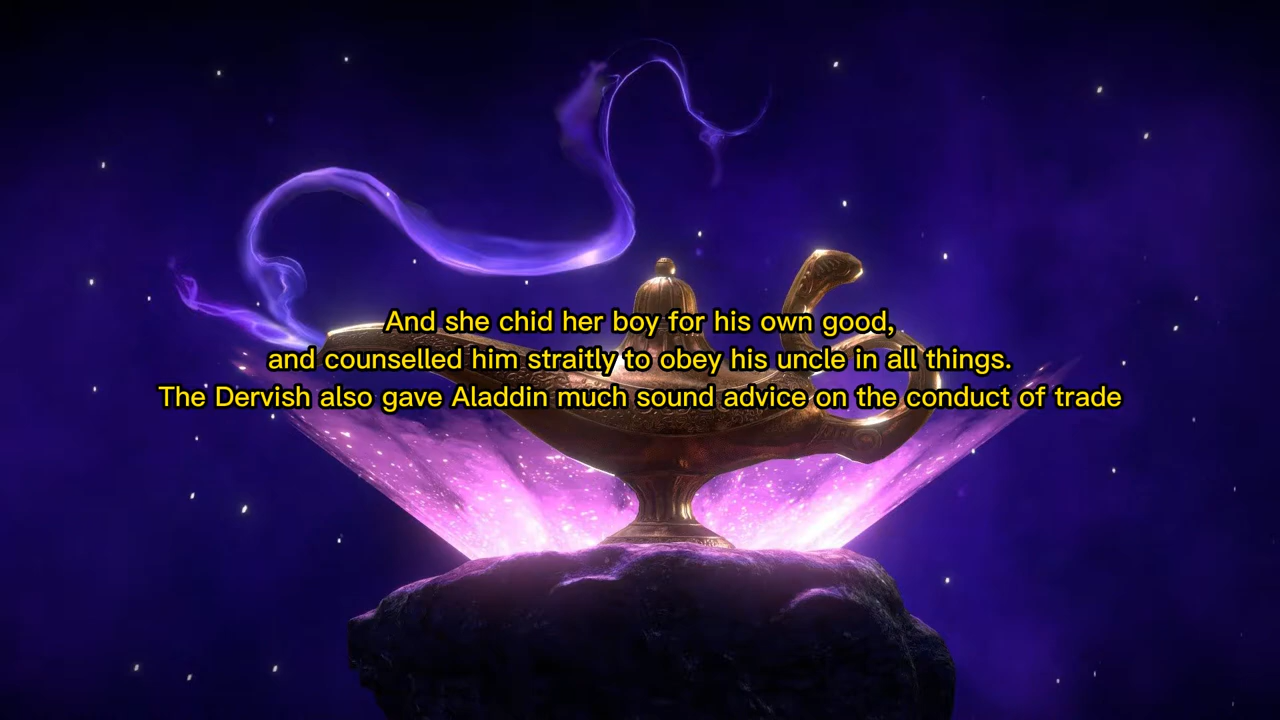 And she chid her boy for his own good,
and counselled him straitly to obey his uncle in all things.
The Dervish also gave Aladdin much sound advice on the conduct of trade